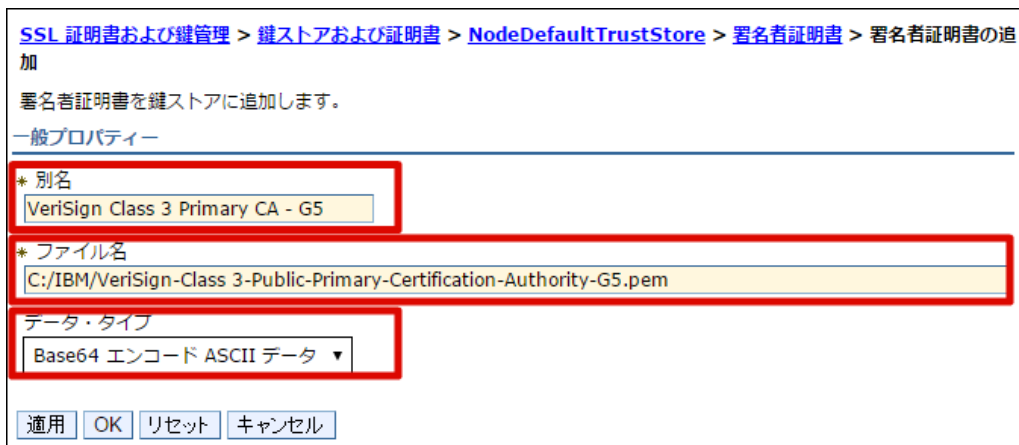 SSL 証明書および鍵管理 > 鍵ストアおよび証明書 > NodeDefaultTrustStore > 署名者証明書 > 署名者証明書の追
加
署名者証明書を鍵ストアに追加します。
一般プロパティー
* 別名
VeriSign Class 3 Primary CA - G5
* ファイル名
C:/IBM/VeriSign-Class 3-Public-Primary-Certification-Authority-G5.pem
データ・タイプ
Base64 エンコード ASCII データ ▼
適用 OK リセット キャンセル